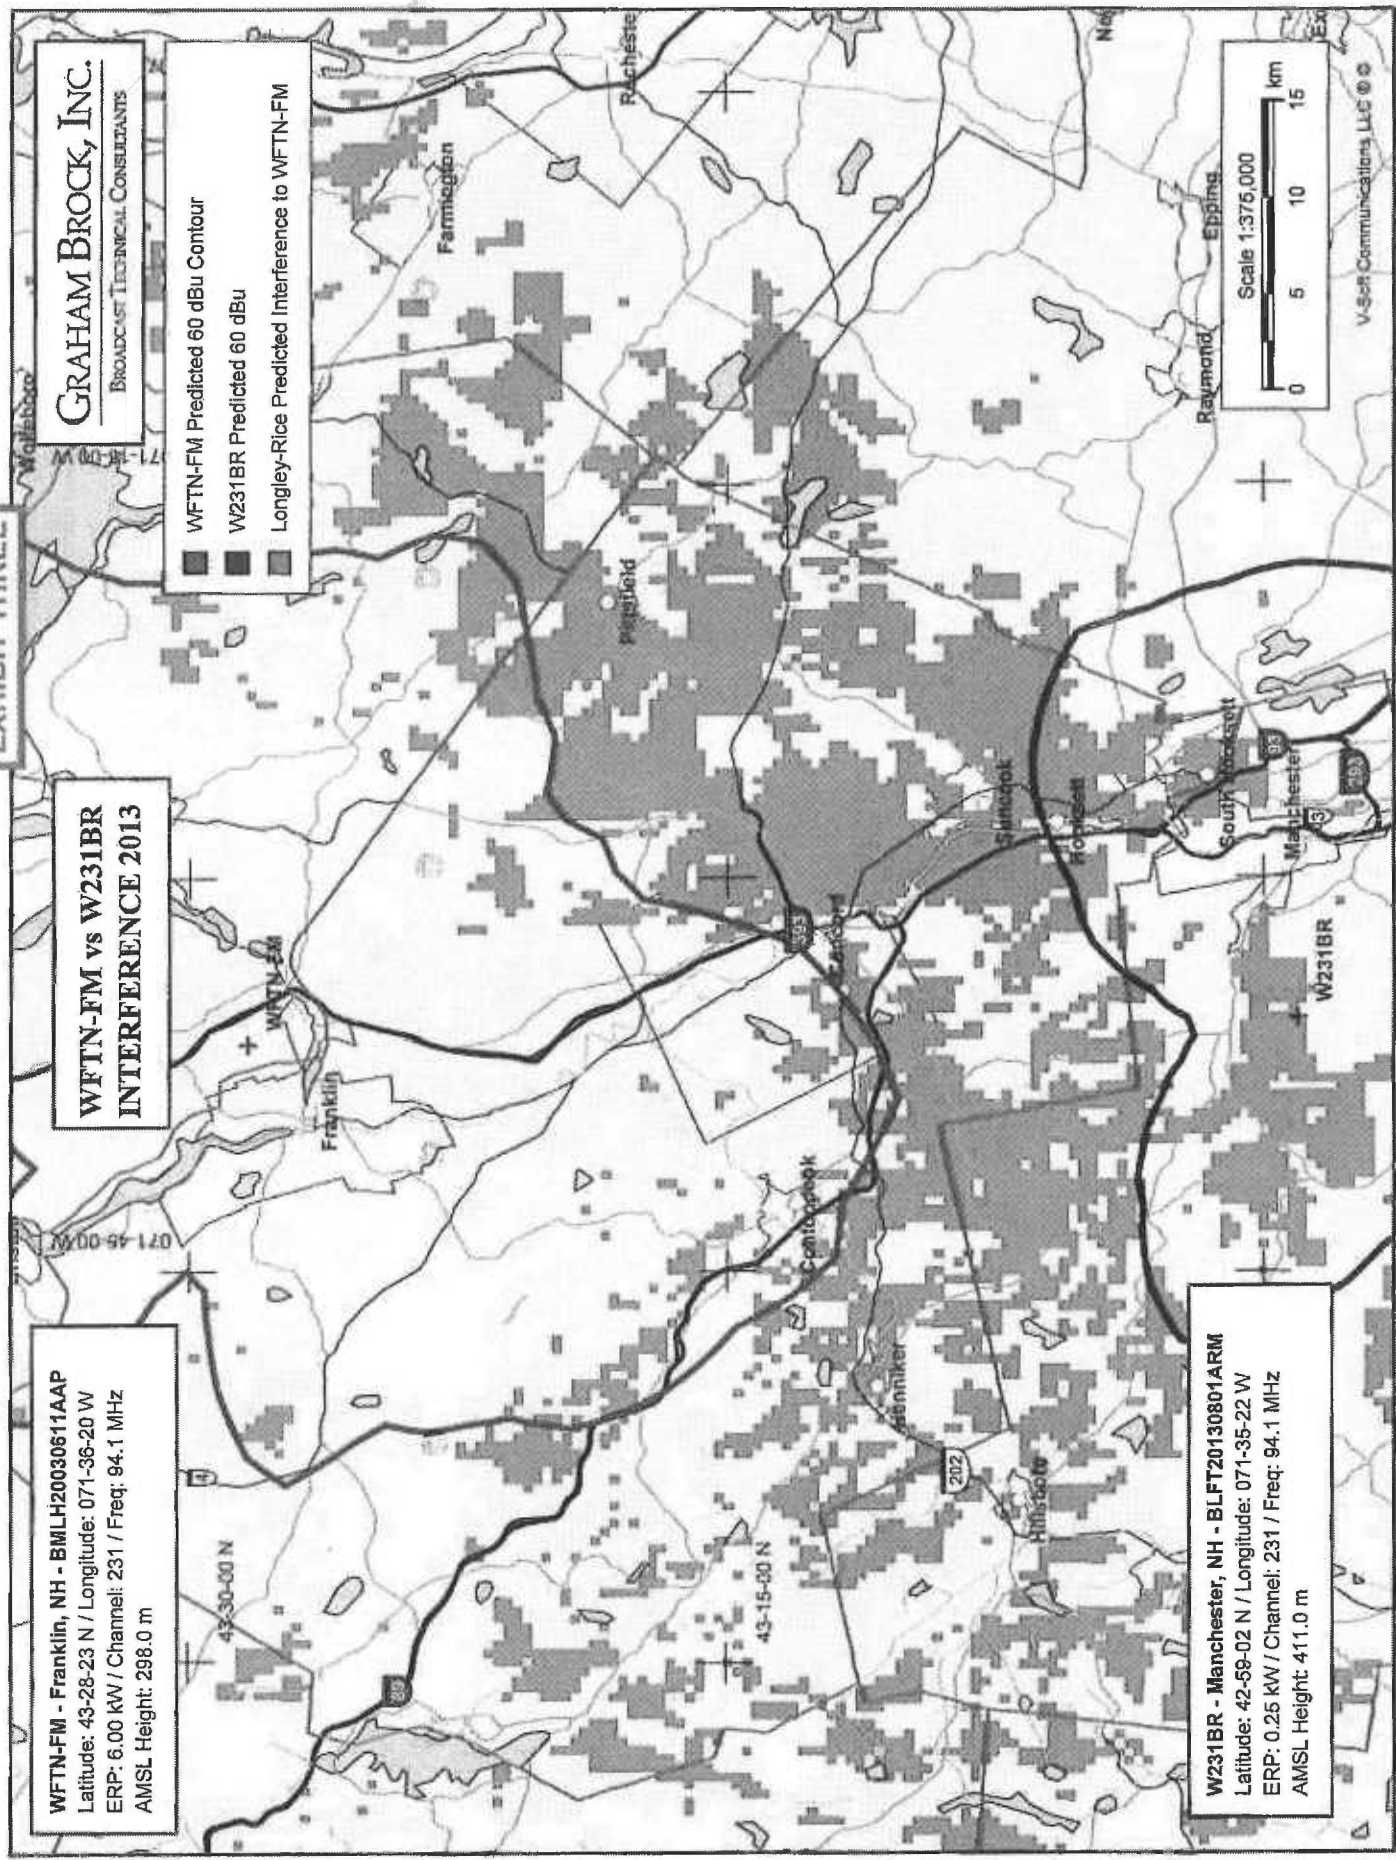 WFTN-FM - Franklin, NH - BMLH20030611AAP
Latitude: 43-28-23 N / Longitude: 071-36-20 W
ERP: 6.00 kW / Channel: 231 / Freq: 94.1 MHz
AMSL Height: 298.0 m
WFTN-FM vs W231BR
INTERFERENCE 2013
GRAHAM BROCK, INC.
BROADCAST TECHNICAL CONSULTANTS
WFTN-FM Predicted 60 dBu Contour
W231BR Predicted 60 dBu
Longley-Rice Predicted Interference to WFTN-FM
071-45-00 W
43-30-00 N
4
89
Franklin
WFTN-FM
Farmington
Pittsfield
43-15-00 N
Contoocook
Concord
Henniker
202
Hillsboro
Hooksett
South Hooksett
Manchester
93
293
W231BR
Raymond
Epping
W231BR - Manchester, NH - BLFT20130801ARM
Latitude: 42-59-02 N / Longitude: 071-35-22 W
ERP: 0.25 kW / Channel: 231 / Freq: 94.1 MHz
AMSL Height: 411.0 m
Scale 1:375,000
0 5 10 15 km
V-Soft Communications LLC ® ©